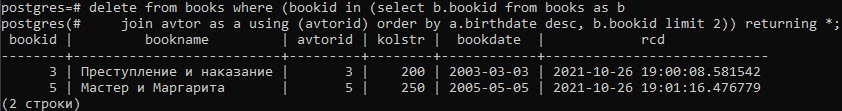 postgres=# delete from books where (bookid in (select b.bookid from books as b
postgres(#     join avtor as a using (avtorid) order by a.birthdate desc, b.bookid limit 2)) returning *;
 bookid |        bookname        | avtorid | kolstr |  bookdate  |            rcd
--------+------------------------+---------+--------+------------+----------------------------
      3 | Преступление и наказание |       3 |    200 | 2003-03-03 | 2021-10-26 19:00:08.581542
      5 | Мастер и Маргарита     |       5 |    250 | 2005-05-05 | 2021-10-26 19:01:16.476779
(2 строки)